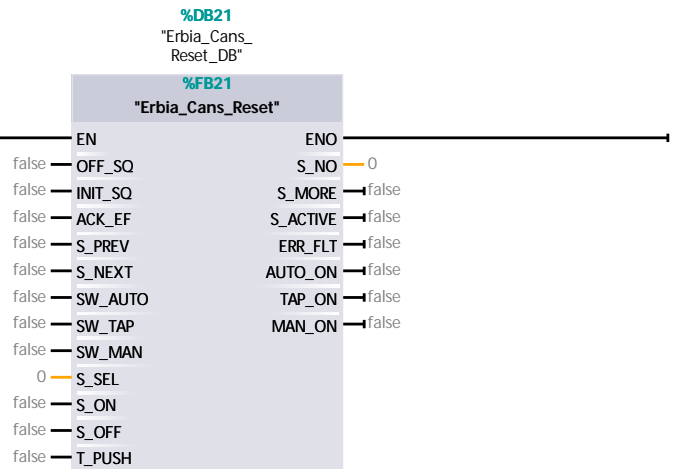 %DB21
"Erbia_Cans_
Reset_DB"
%FB21
"Erbia_Cans_Reset"
EN ENO
false OFF_SQ S_NO 0
false INIT_SQ S_MORE false
false ACK_EF S_ACTIVE false
false S_PREV ERR_FLT false
false S_NEXT AUTO_ON false
false SW_AUTO TAP_ON false
false SW_TAP MAN_ON false
false SW_MAN
0 S_SEL
false S_ON
false S_OFF
false T_PUSH